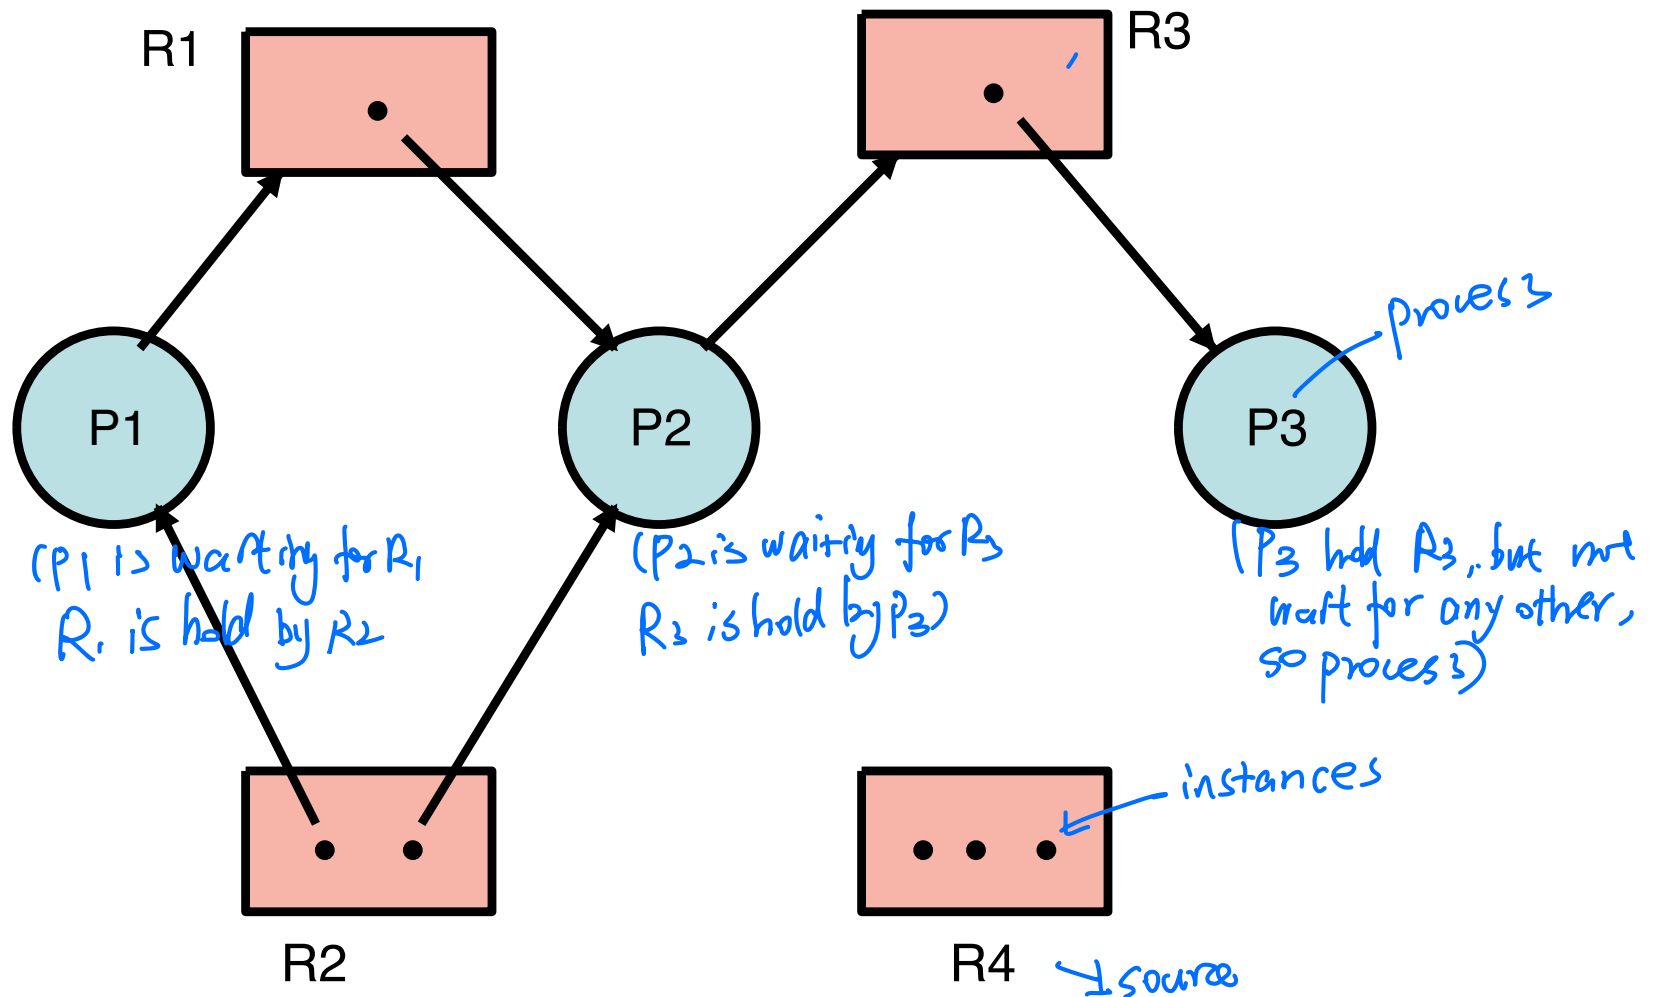 R1
R3
process
P1
P2
P3
(P1 is waiting for R1
R1 is hold by R2
(P2 is waiting for R3
R3 is hold by P3)
(P3 hold R3, but not
wait for any other,
so process)
instances
R2
R4
source